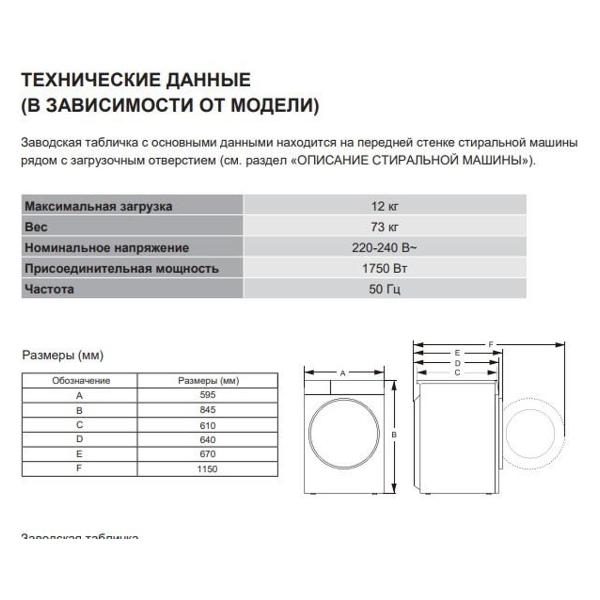 ТЕХНИЧЕСКИЕ ДАННЫЕ
(В ЗАВИСИМОСТИ ОТ МОДЕЛИ)
Заводская табличка с основными данными находится на передней стенке стиральной машины
рядом с загрузочным отверстием (см. раздел «ОПИСАНИЕ СТИРАЛЬНОЙ МАШИНЫ»).
Максимальная загрузка 12 кг
Вес 73 кг
Номинальное напряжение 220-240 В~
Присоединительная мощность 1750 Вт
Частота 50 Гц
Размеры (мм)
Обозначение Размеры (мм)
A 595
B 845
C 610
D 640
E 670
F 1150
A
B
F
E
D
C
Заводская табличка